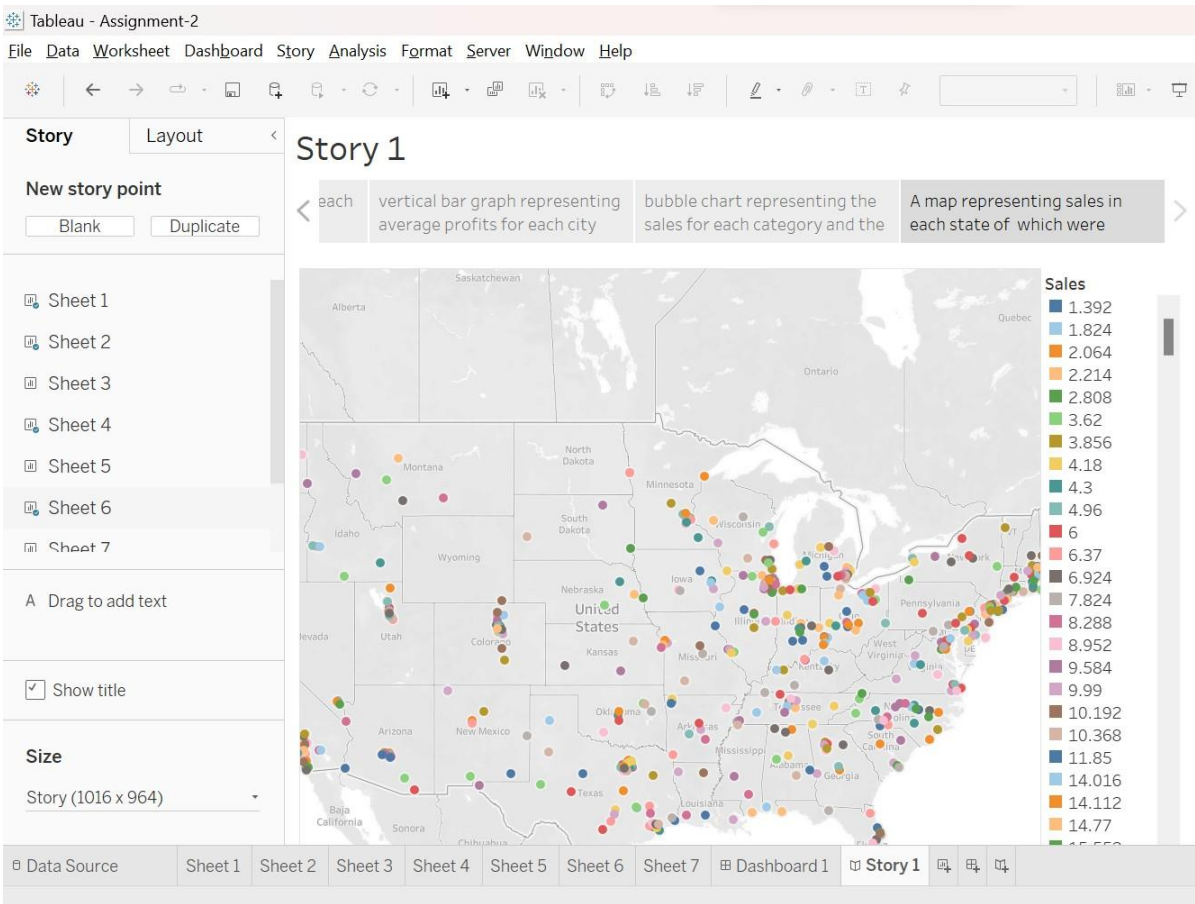 Tableau - Assignment-2
File Data Worksheet Dashboard Story Analysis Format Server Window Help
Story Layout
Story 1
New story point
Blank Duplicate
each
vertical bar graph representing
average profits for each city
bubble chart representing the
sales for each category and the
A map representing sales in
each state of which were
Sheet 1
Sheet 2
Sheet 3
Sheet 4
Sheet 5
Sheet 6
Sheet 7
A Drag to add text
Show title
Size
Story (1016 x 964)
Saskatchewan
Alberta
Quebec
Ontario
North
Dakota
Montana
Minnesota
South
Dakota
Wisconsin
Idaho
Michigan
Wyoming
Iowa
Nebraska
Pennsylvania
United
States
Utah
Colorado
Kansas
Missouri
West
Virginia
Oklahoma
Arizona
New Mexico
South
Carolina
Mississippi
Georgia
Texas
Louisiana
Baja
California
Sonora
Chihuahua
Sales
1.392
1.824
2.064
2.214
2.808
3.62
3.856
4.18
4.3
4.96
6
6.37
6.924
7.824
8.288
8.952
9.584
9.99
10.192
10.368
11.85
14.016
14.112
14.77
Data Source Sheet 1 Sheet 2 Sheet 3 Sheet 4 Sheet 5 Sheet 6 Sheet 7 Dashboard 1 Story 1